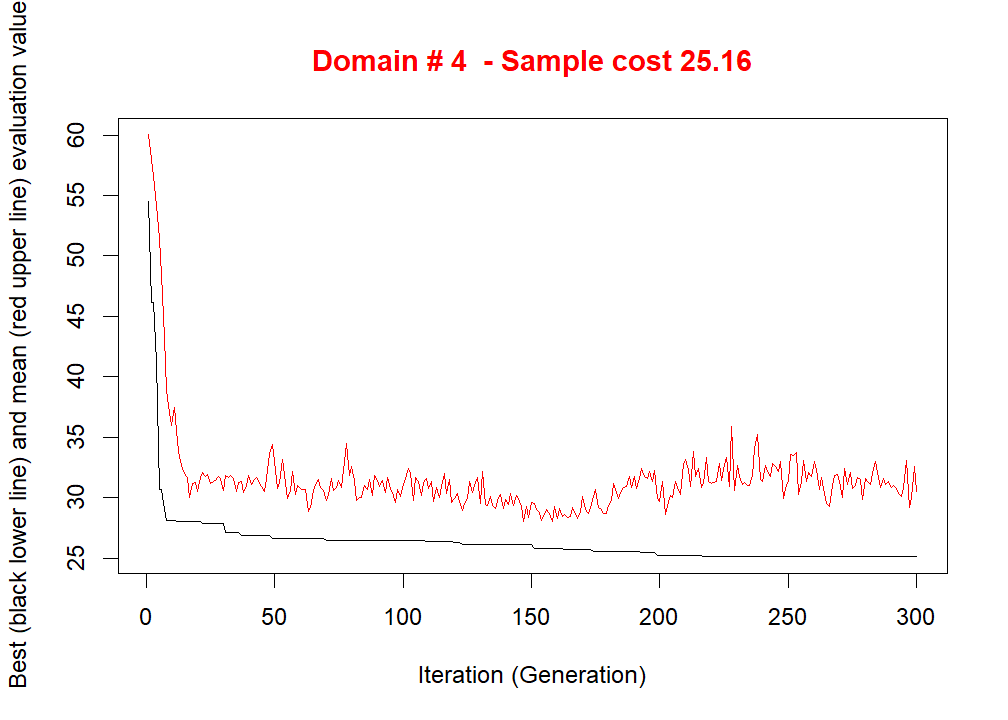 Domain # 4  - Sample cost 25.16
Best (black lower line) and mean (red upper line) evaluation value
60
55
50
45
40
35
30
25
0 50 100 150 200 250 300
Iteration (Generation)